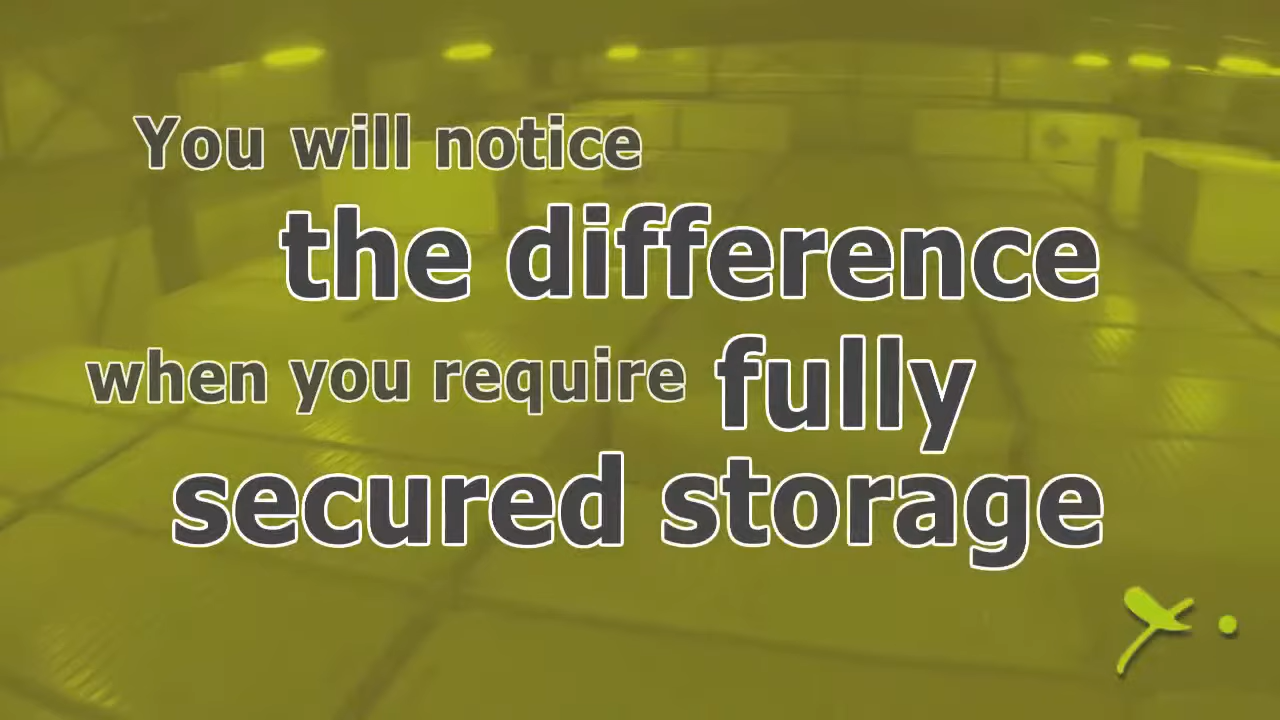 You will notice
the difference
when you require fully
secured storage